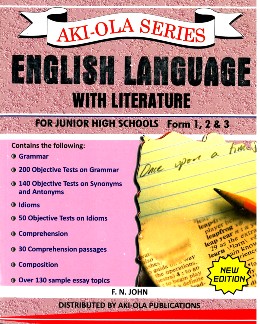 AKI-OLA SERIES
ENGLISH LANGUAGE
WITH LITERATURE
FOR JUNIOR HIGH SCHOOLS Form 1, 2 & 3
Contains the following:
Grammar
200 Objective Tests on Grammar
140 Objective Tests on Synonyms
and Antonyms
Idioms
50 Objective Tests on Idioms
Comprehension
30 Comprehension passages
Composition
Over 130 sample essay topics
Once upon a time
leapfrog
leap year
NEW
EDITION
F. N. JOHN
DISTRIBUTED BY AKI-OLA PUBLICATIONS